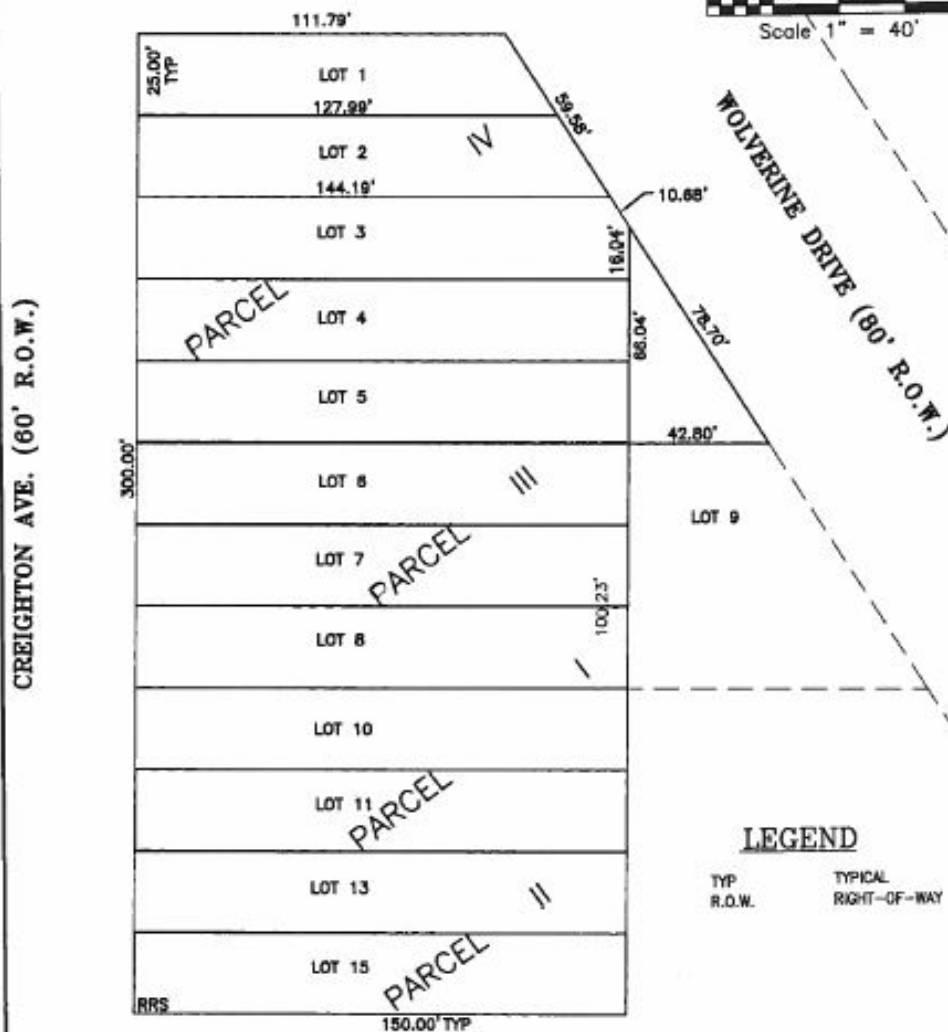 111.79'
Scale 1" = 40'
25.00'
TYP
LOT 1
127.99'
59.58'
WOLVERINE DRIVE (80' R.O.W.)
LOT 2
IV
144.19'
10.68'
LOT 3
16.04'
PARCEL
LOT 4
78.70'
66.04'
CREIGHTON AVE. (60' R.O.W.)
LOT 5
42.80'
300.00'
LOT 6
III
LOT 9
LOT 7
PARCEL
100.23'
LOT 8
I
LOT 10
LOT 11
PARCEL
LEGEND
TYP TYPICAL
R.O.W. RIGHT-OF-WAY
LOT 13
II
LOT 15
PARCEL
RRS
150.00' TYP